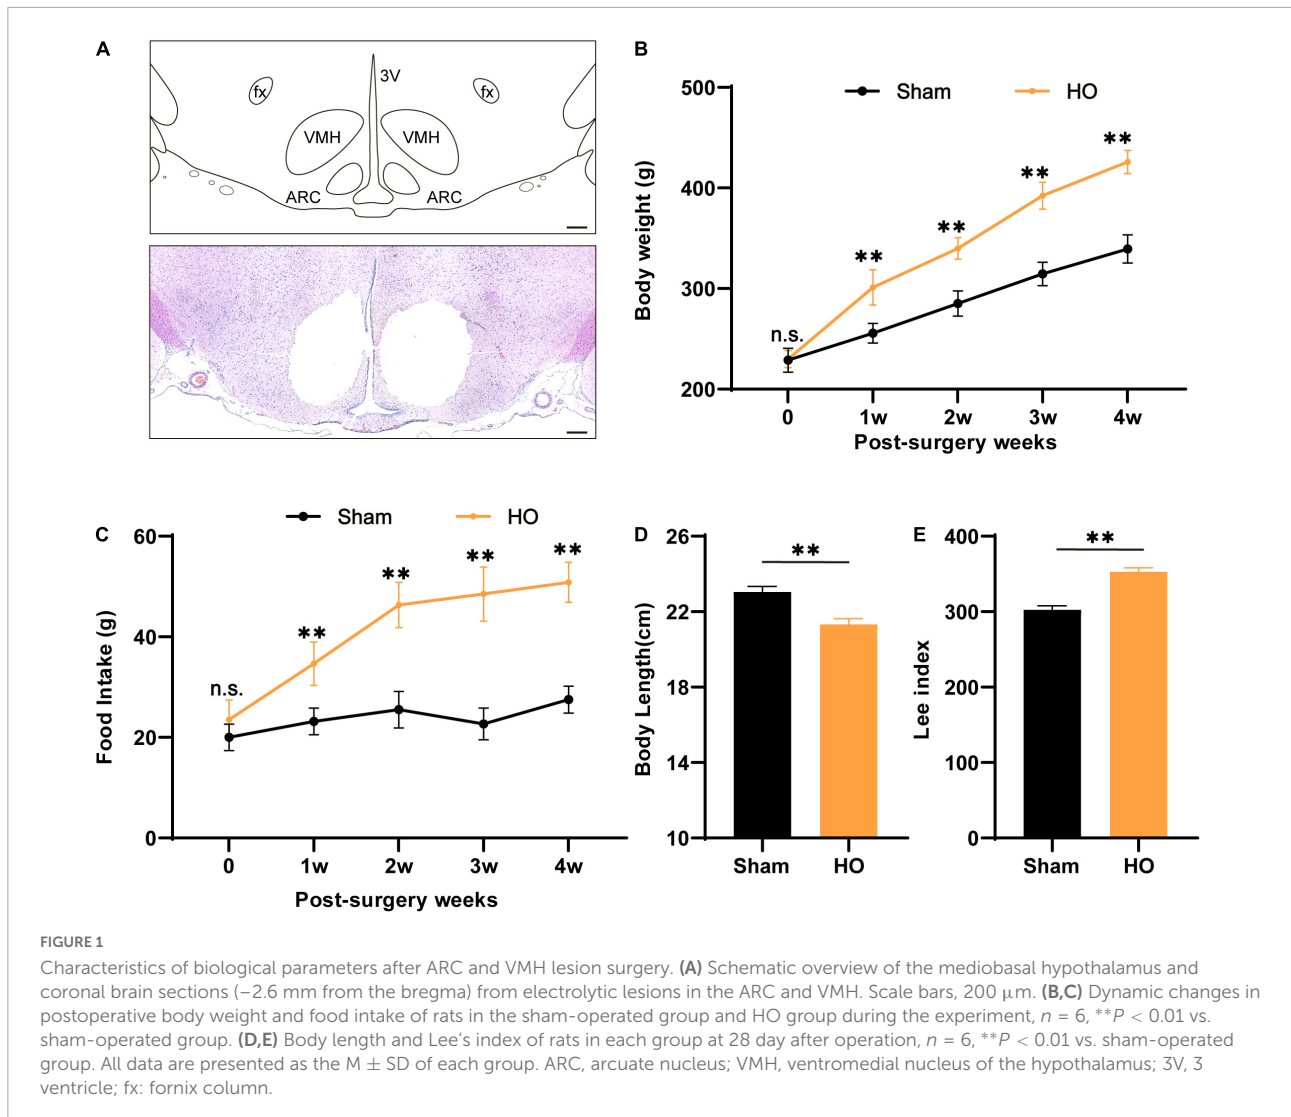 A
3V
fx
fx
VMH
VMH
ARC
ARC
B
Sham
HO
500
400
300
200
Body weight (g)
n.s.
**
**
**
**
0
1w
2w
3w
4w
Post-surgery weeks
C
Sham
HO
60
40
20
0
Food Intake (g)
n.s.
**
**
**
**
0
1w
2w
3w
4w
Post-surgery weeks
D
26
22
18
14
10
Body Length(cm)
**
Sham
HO
E
400
300
200
100
0
Lee index
**
Sham
HO
FIGURE 1
Characteristics of biological parameters after ARC and VMH lesion surgery. (A) Schematic overview of the mediobasal hypothalamus and
coronal brain sections (−2.6 mm from the bregma) from electrolytic lesions in the ARC and VMH. Scale bars, 200 μm. (B,C) Dynamic changes in
postoperative body weight and food intake of rats in the sham-operated group and HO group during the experiment, n = 6, **P < 0.01 vs.
sham-operated group. (D,E) Body length and Lee's index of rats in each group at 28 day after operation, n = 6, **P < 0.01 vs. sham-operated
group. All data are presented as the M ± SD of each group. ARC, arcuate nucleus; VMH, ventromedial nucleus of the hypothalamus; 3V, 3
ventricle; fx: fornix column.